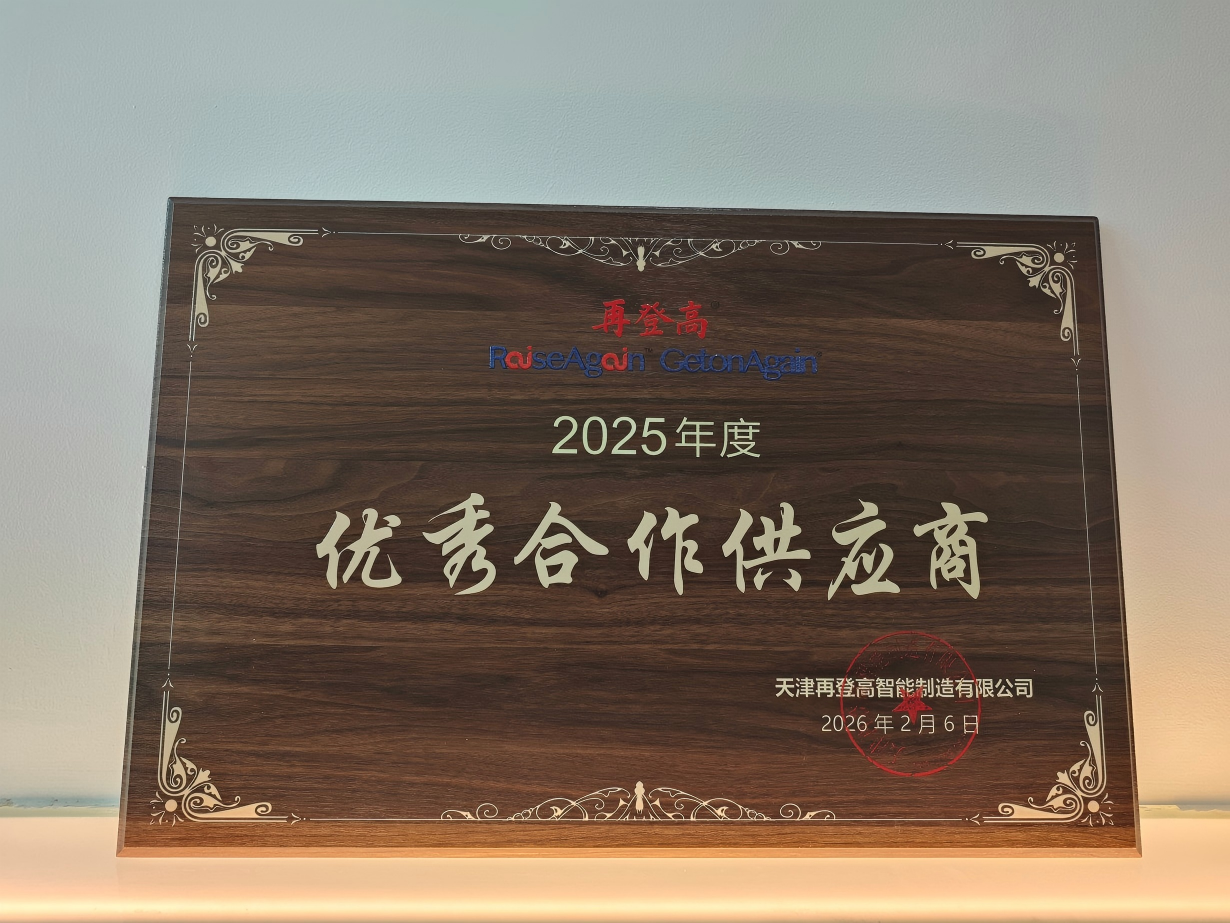 再登高
RaiseAgain™ GetonAgain
2025年度
优秀合作供应商
天津再登高智能制造有限公司
2026年2月6日